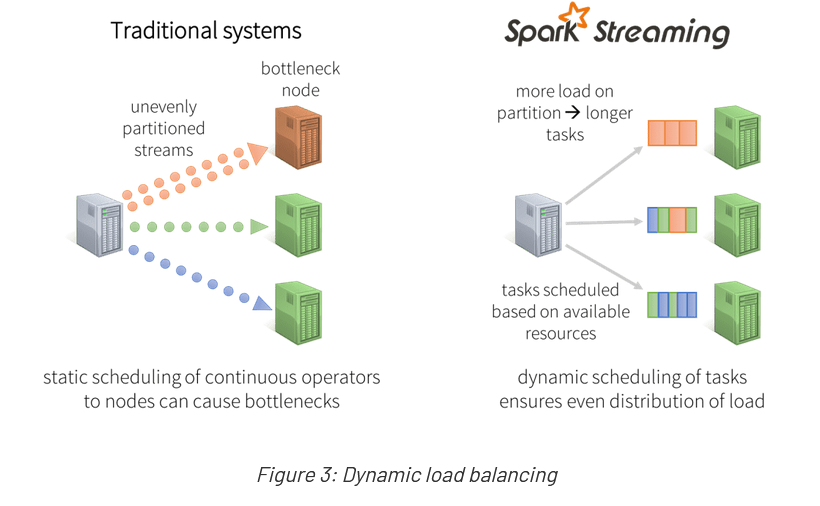 Traditional systems
Spark Streaming
bottleneck
node
unevenly
partitioned
streams
more load on
partition → longer
tasks
tasks scheduled
based on available
resources
static scheduling of continuous operators
to nodes can cause bottlenecks
dynamic scheduling of tasks
ensures even distribution of load
Figure 3: Dynamic load balancing